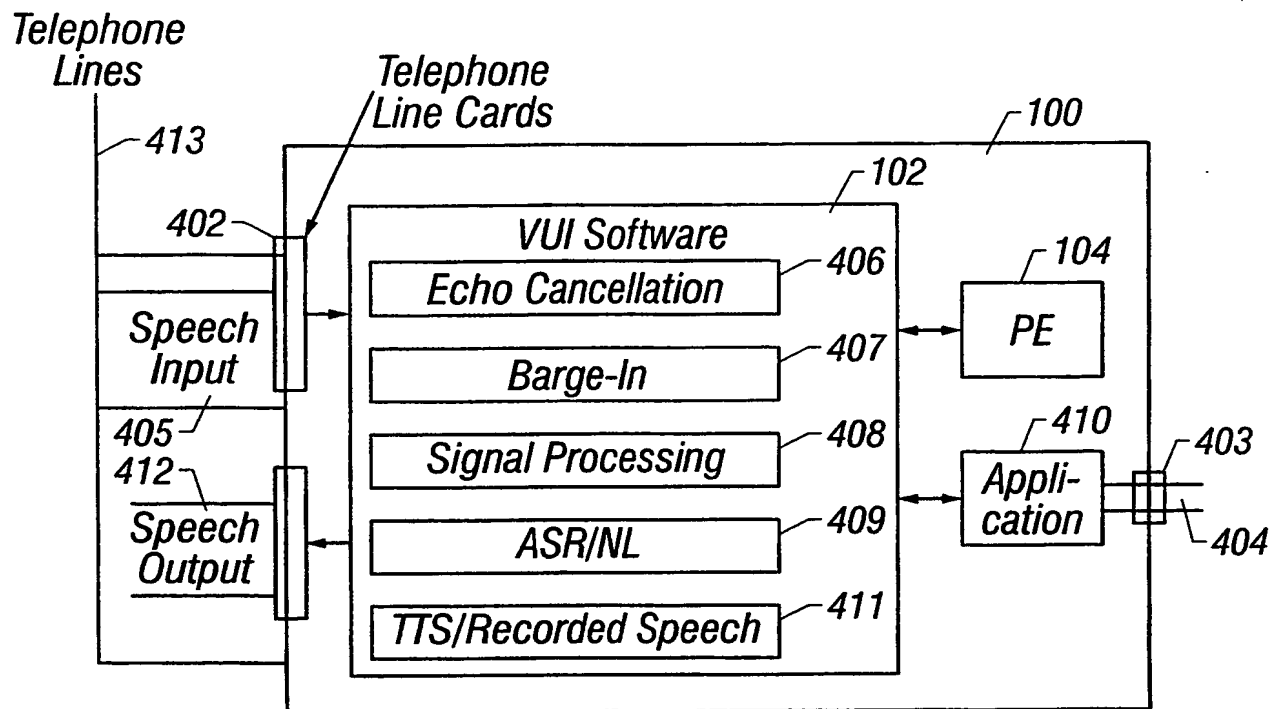 Telephone
Lines
Telephone
Line Cards
413
100
102
402
VUI Software
406
Echo Cancellation
104
PE
Speech
Input
407
Barge-In
405
408
Signal Processing
410
403
412
Appli-
cation
Speech
Output
409
ASR/NL
404
411
TTS/Recorded Speech